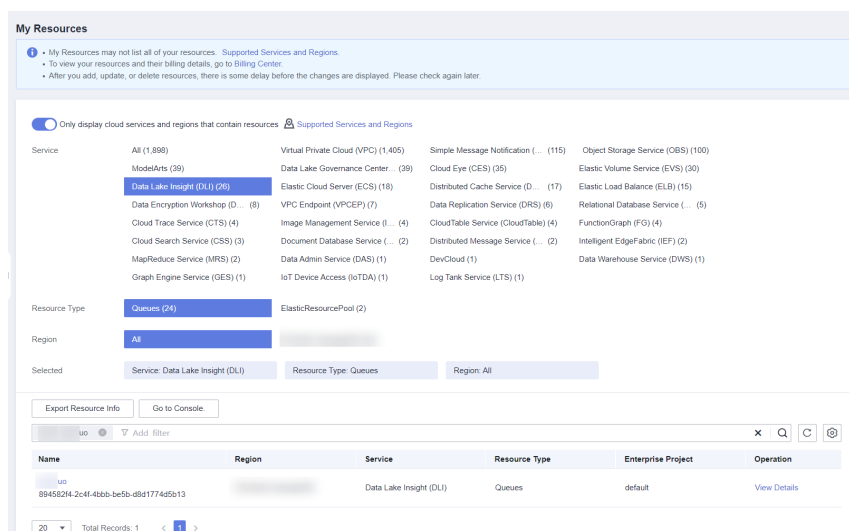 My Resources
• My Resources may not list all of your resources. Supported Services and Regions.
• To view your resources and their billing details, go to Billing Center.
• After you add, update, or delete resources, there is some delay before the changes are displayed. Please check again later.
Only display cloud services and regions that contain resources Supported Services and Regions
Service All (1,898) Virtual Private Cloud (VPC) (1,405) Simple Message Notification (... (115) Object Storage Service (OBS) (100)
ModelArts (39) Data Lake Governance Center... (39) Cloud Eye (CES) (35) Elastic Volume Service (EVS) (30)
Data Lake Insight (DLI) (26) Elastic Cloud Server (ECS) (18) Distributed Cache Service (D... (17) Elastic Load Balance (ELB) (15)
Data Encryption Workshop (D... (8) VPC Endpoint (VPCEP) (7) Data Replication Service (DRS) (6) Relational Database Service (... (5)
Cloud Trace Service (CTS) (4) Image Management Service (I... (4) CloudTable Service (CloudTable) (4) FunctionGraph (FG) (4)
Cloud Search Service (CSS) (3) Document Database Service (... (2) Distributed Message Service (... (2) Intelligent EdgeFabric (IEF) (2)
MapReduce Service (MRS) (2) Data Admin Service (DAS) (1) DevCloud (1) Data Warehouse Service (DWS) (1)
Graph Engine Service (GES) (1) IoT Device Access (IoTDA) (1) Log Tank Service (LTS) (1)
Resource Type Queues (24) ElasticResourcePool (2)
Region All
Selected Service: Data Lake Insight (DLI) Resource Type: Queues Region: All
Export Resource Info Go to Console.
uo Add filter
Name Region Service Resource Type Enterprise Project Operation
uo
894582f4-2c4f-4bbb-be5b-d8d1774d5b13 Data Lake Insight (DLI) Queues default View Details
20 Total Records: 1 < 1 >